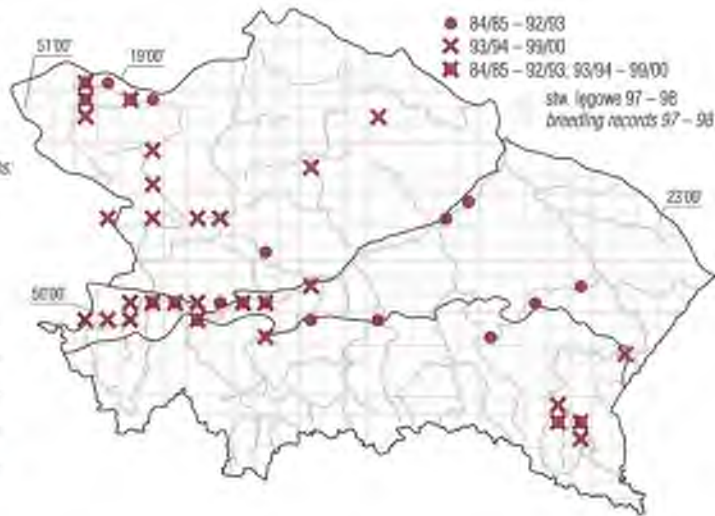 84/85 – 92/93
93/94 – 99/00
84/85 – 92/93; 93/94 – 99/00
stw. lęgowe 97 – 98
breeding records 97 – 98
51°00'
19°00'
23°00'
50°00'